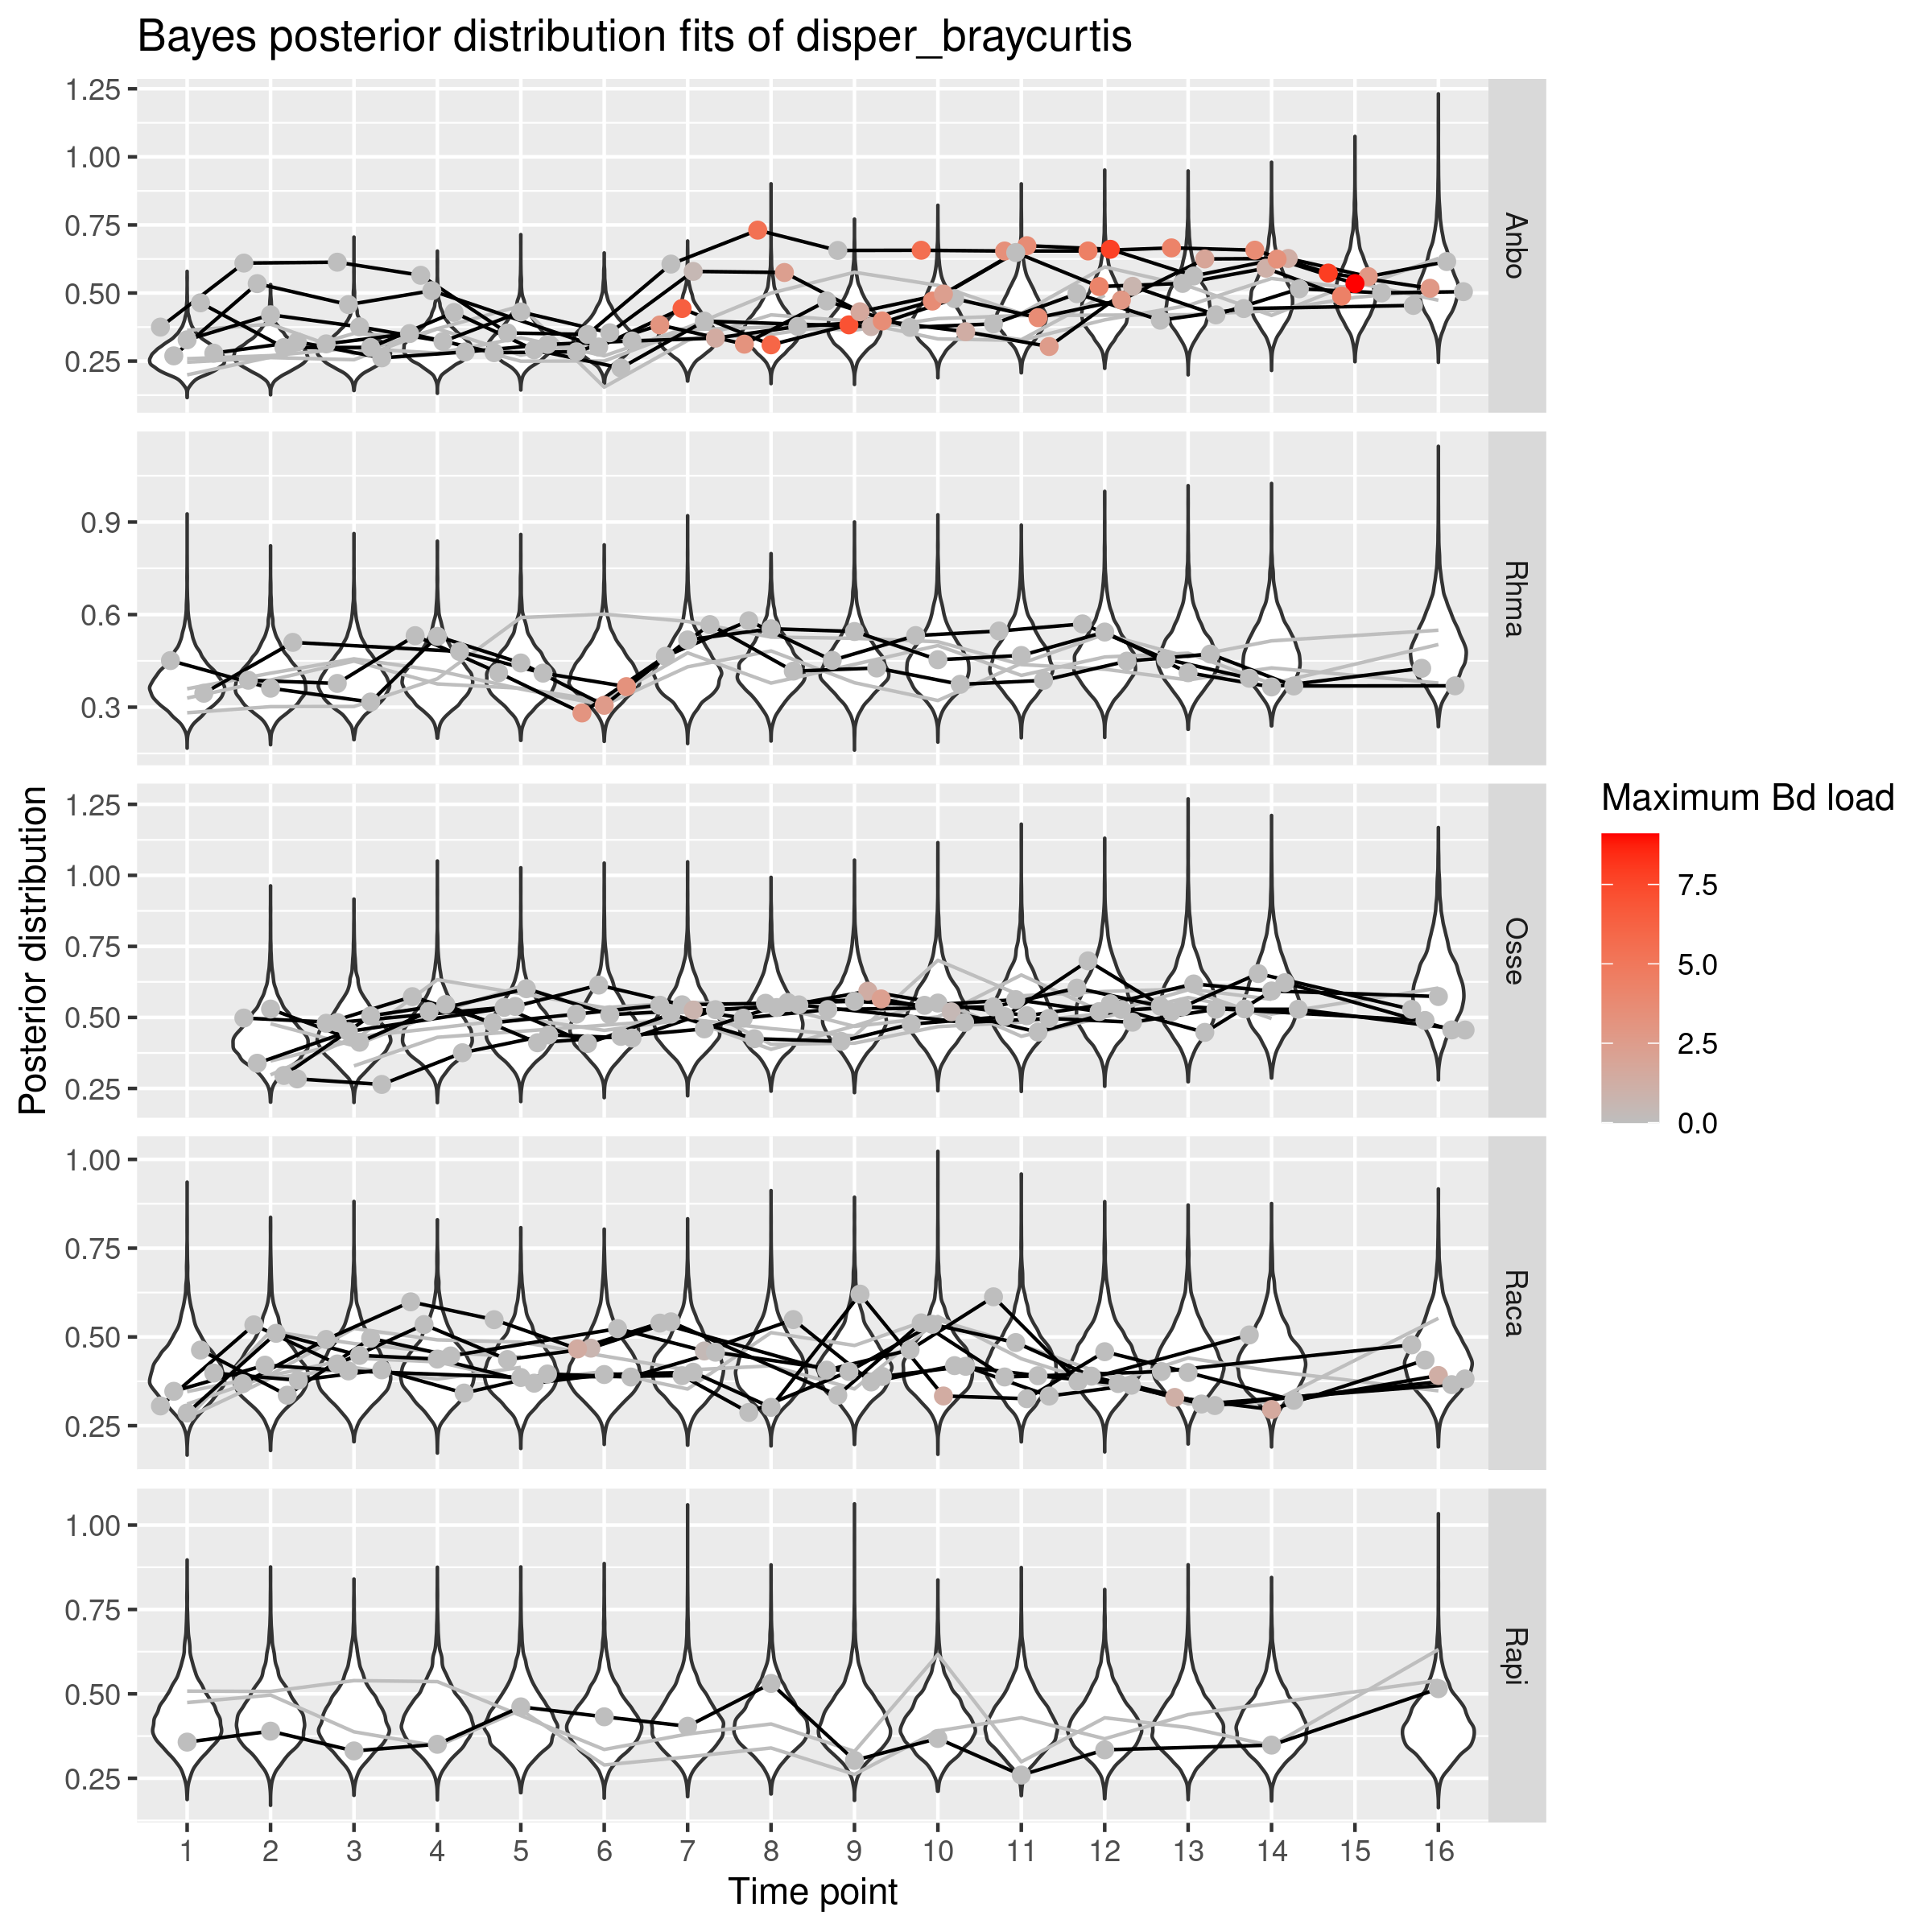 Bayes posterior distribution fits of disper_braycurtis
Posterior distribution
1.25
1.00
0.75
0.50
0.25
Anbo
0.9
0.6
0.3
Rhma
1.25
1.00
0.75
0.50
0.25
Osse
1.00
0.75
0.50
0.25
Raca
1.00
0.75
0.50
0.25
Rapi
1 2 3 4 5 6 7 8 9 10 11 12 13 14 15 16
Time point
Maximum Bd load
7.5
5.0
2.5
0.0